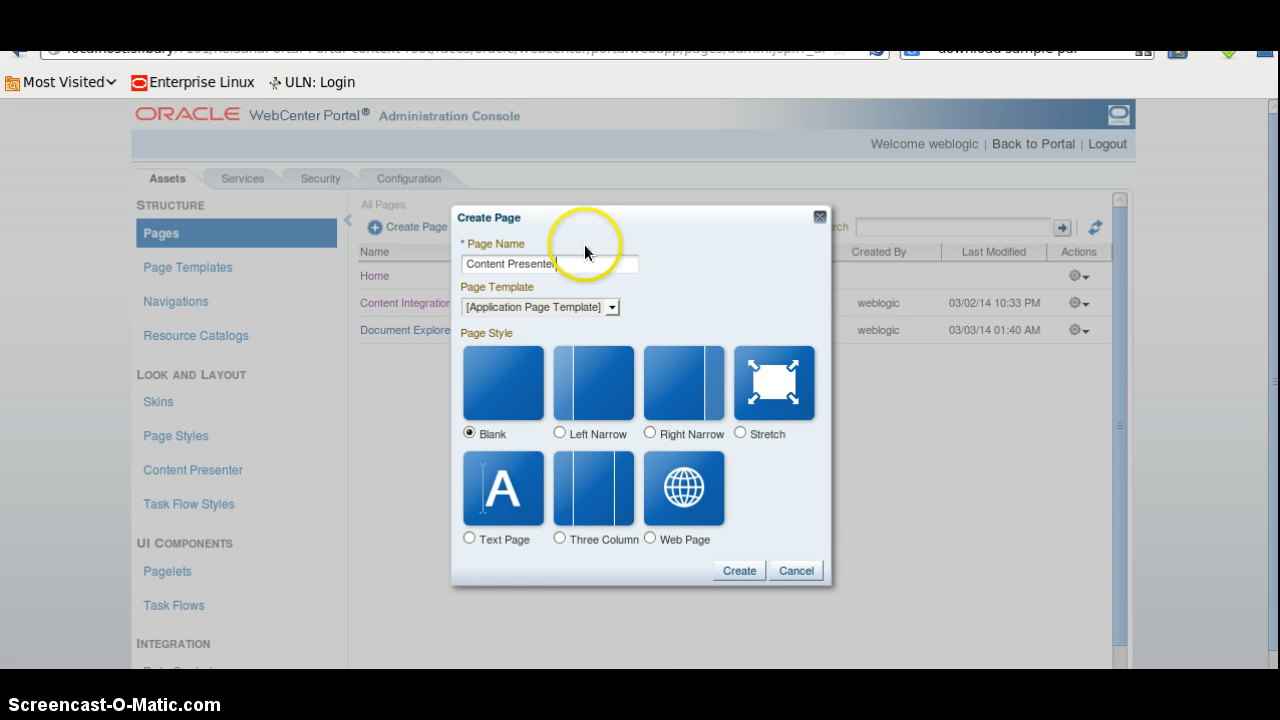 Most Visited Enterprise Linux ULN: Login
ORACLE WebCenter Portal® Administration Console
Welcome weblogic | Back to Portal | Logout
Assets Services Security Configuration
STRUCTURE
Pages
Page Templates
Navigations
Resource Catalogs
LOOK AND LAYOUT
Skins
Page Styles
Content Presenter
Task Flow Styles
UI COMPONENTS
Pagelets
Task Flows
INTEGRATION
All Pages
Create Page
Name Created By Last Modified Actions
Home
Content Integration weblogic 03/02/14 10:33 PM
Document Explore weblogic 03/03/14 01:40 AM
Create Page
* Page Name
Content Presenter
Page Template
[Application Page Template]
Page Style
Blank Left Narrow Right Narrow Stretch
A
Text Page Three Column Web Page
Create Cancel
Screencast-O-Matic.com